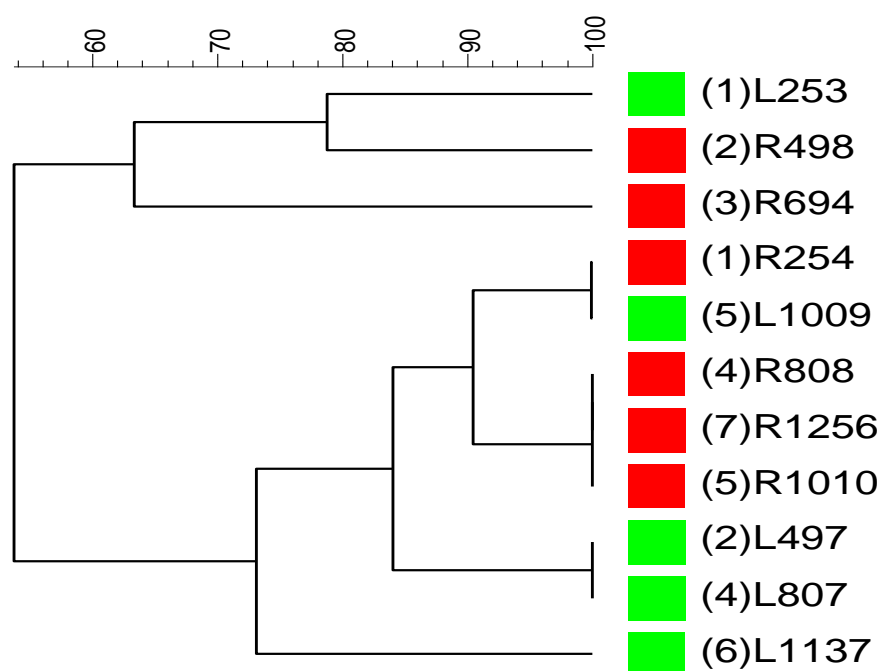 60 70 80 90 100
(1)L253
(2)R498
(3)R694
(1)R254
(5)L1009
(4)R808
(7)R1256
(5)R1010
(2)L497
(4)L807
(6)L1137